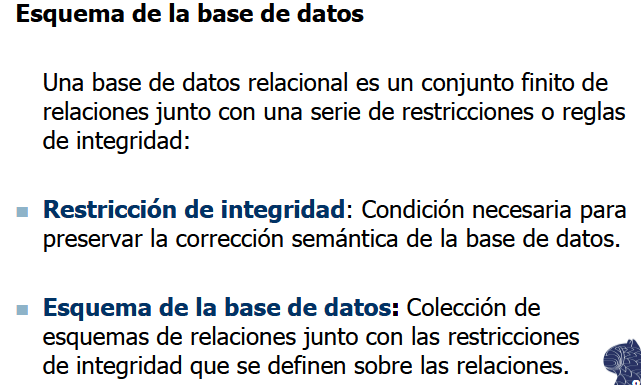 Esquema de la base de datos
Una base de datos relacional es un conjunto finito de
relaciones junto con una serie de restricciones o reglas
de integridad:
Restricción de integridad: Condición necesaria para
preservar la corrección semántica de la base de datos.
Esquema de la base de datos: Colección de
esquemas de relaciones junto con las restricciones
de integridad que se definen sobre las relaciones.